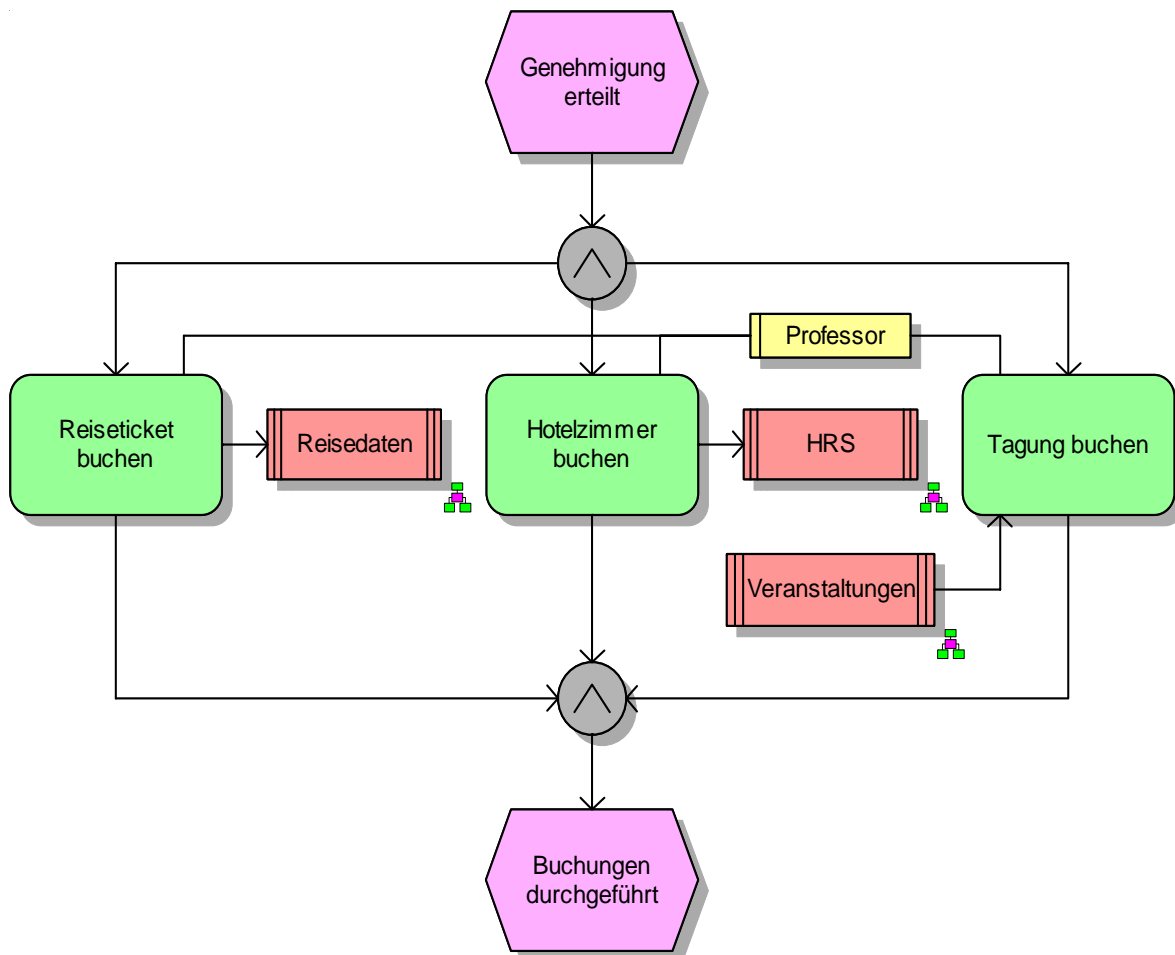 Genehmigung
erteilt
Professor
Reiseticket
buchen
Reisedaten
Hotelzimmer
buchen
HRS
Tagung buchen
Veranstaltungen
Buchungen
durchgeführt